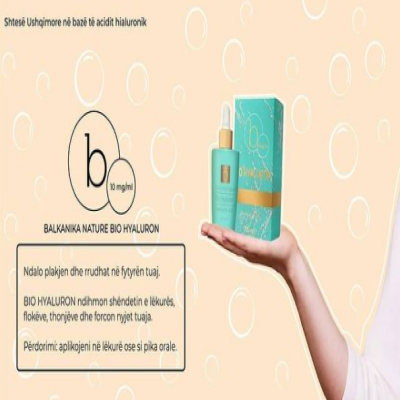 Shtesë Ushqimore në bazë të acidit hialuronik
b
10 mg/ml
BALKANIKA NATURE BIO HYALURON
Ndalo plakjen dhe rrudhat në fytyrën tuaj.
BIO HYALURON ndihmon shëndetin e lëkurës,
flokëve, thonjëve dhe forcon nyjet tuaja.
Përdorimi: aplikojeni në lëkurë ose si pika orale.
b